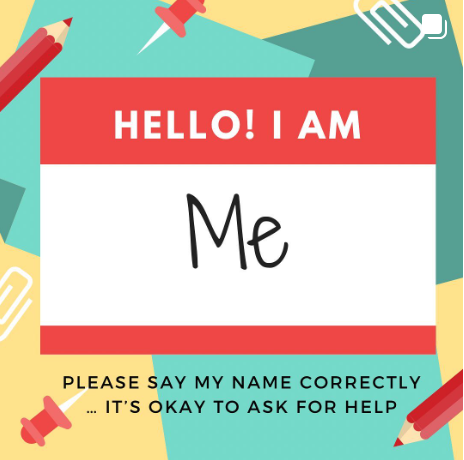 HELLO! I AM
Me
PLEASE SAY MY NAME CORRECTLY
... IT'S OKAY TO ASK FOR HELP